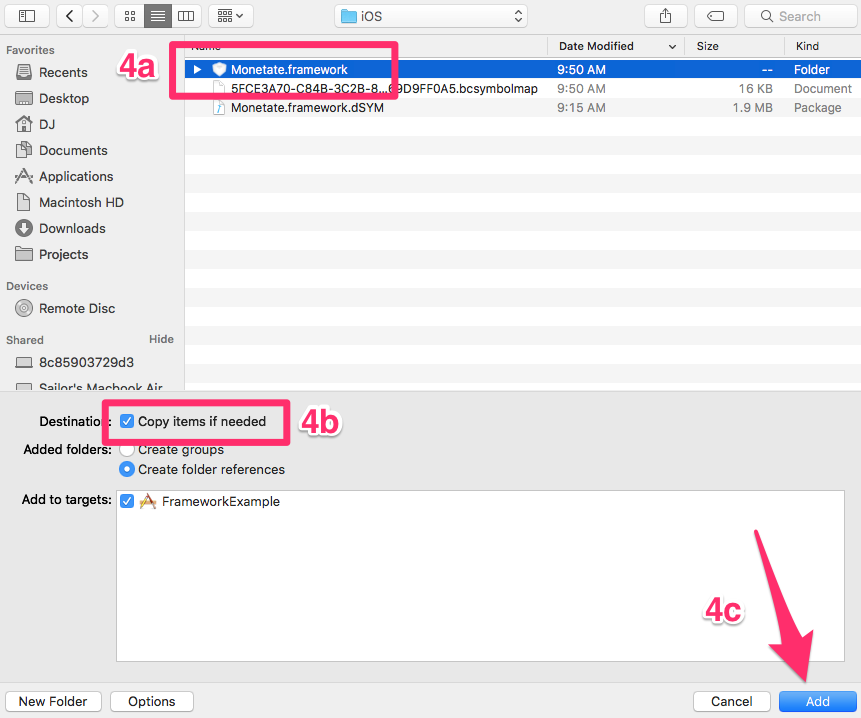 iOS
Search
Favorites
Recents
Desktop
DJ
Documents
Applications
Macintosh HD
Downloads
Projects
Devices
Remote Disc
Shared Hide
8c85903729d3
Sailor's Macbook Air
4a
Name Date Modified Size Kind
Monetate.framework 9:50 AM -- Folder
5FCE3A70-C84B-3C2B-8...69D9FF0A5.bcsymbolmap 9:50 AM 16 KB Document
Monetate.framework.dSYM 9:15 AM 1.9 MB Package
Destination: Copy items if needed
4b
Added folders: Create groups
Create folder references
Add to targets: FrameworkExample
4c
New Folder Options Cancel Add